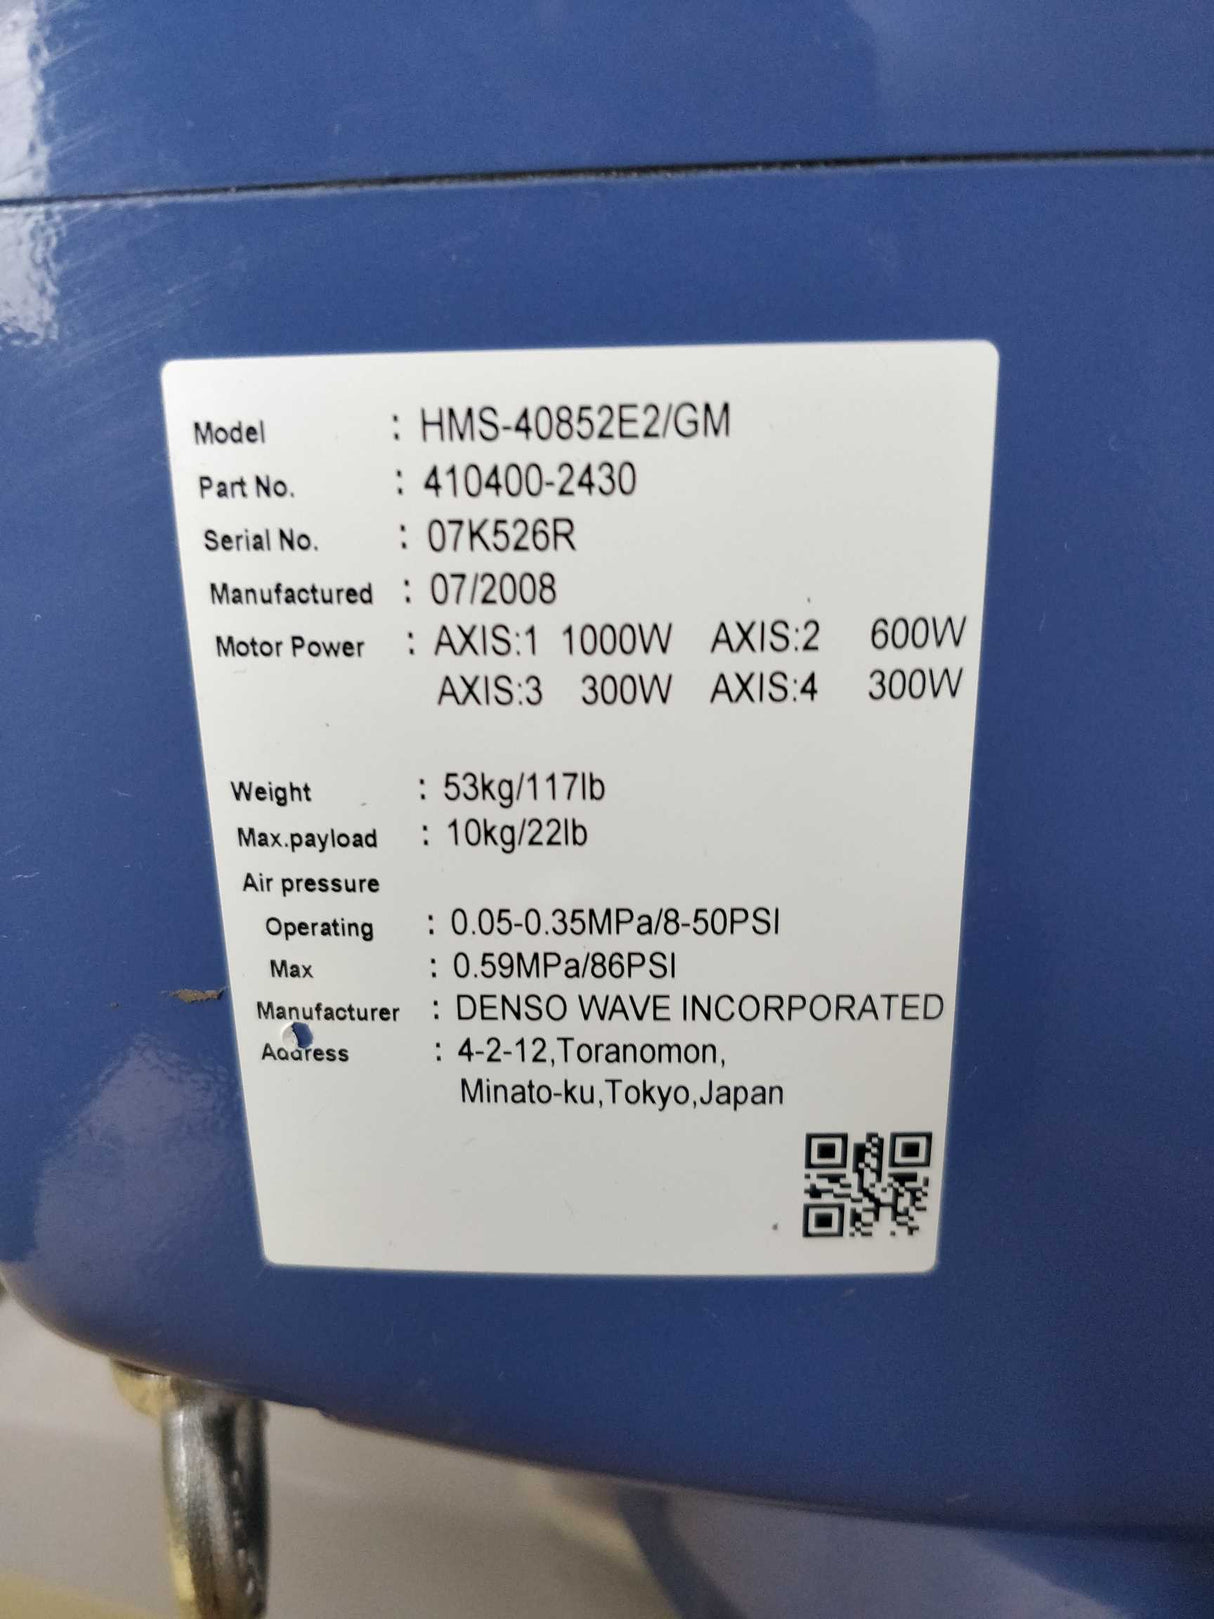 Model : HMS-40852E2/GM
Part No. : 410400-2430
Serial No. : 07K526R
Manufactured : 07/2008
Motor Power : AXIS:1 1000W AXIS:2 600W
AXIS:3 300W AXIS:4 300W
Weight : 53kg/117lb
Max.payload : 10kg/22lb
Air pressure
Operating : 0.05-0.35MPa/8-50PSI
Max : 0.59MPa/86PSI
Manufacturer : DENSO WAVE INCORPORATED
Address : 4-2-12,Toranomon,
Minato-ku,Tokyo,Japan